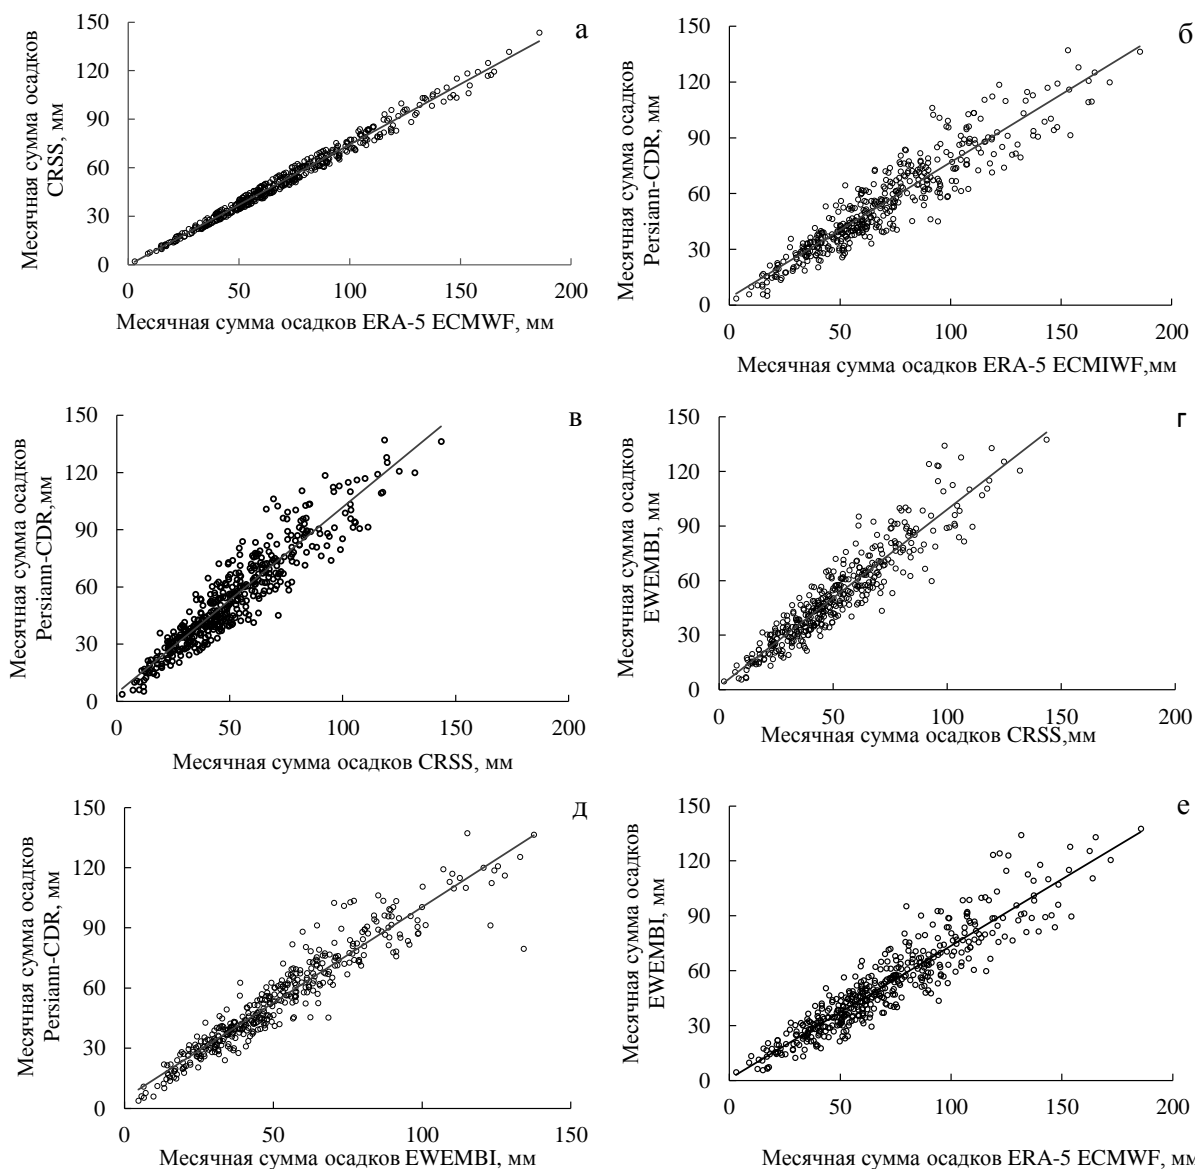 а
Месячная сумма осадков
CRSS, мм
150
120
90
60
30
0
0 50 100 150 200
Месячная сумма осадков ERA-5 ECMWF, мм
б
Месячная сумма осадков
Persiann-CDR, мм
150
120
90
60
30
0
0 50 100 150 200
Месячная сумма осадков ERA-5 ECMIWF,мм
в
Месячная сумма осадков
Persiann-CDR,мм
150
120
90
60
30
0
0 50 100 150 200
Месячная сумма осадков CRSS, мм
г
Месячная сумма осадков
EWEMBI, мм
150
120
90
60
30
0
0 50 100 150 200
Месячная сумма осадков CRSS,мм
д
Месячная сумма осадков
Persiann-CDR, мм
150
120
90
60
30
0
0 50 100 150
Месячная сумма осадков EWEMBI, мм
е
Месячная сумма осадков
EWEMBI, мм
150
120
90
60
30
0
0 50 100 150 200
Месячная сумма осадков ERA-5 ECMWF, мм